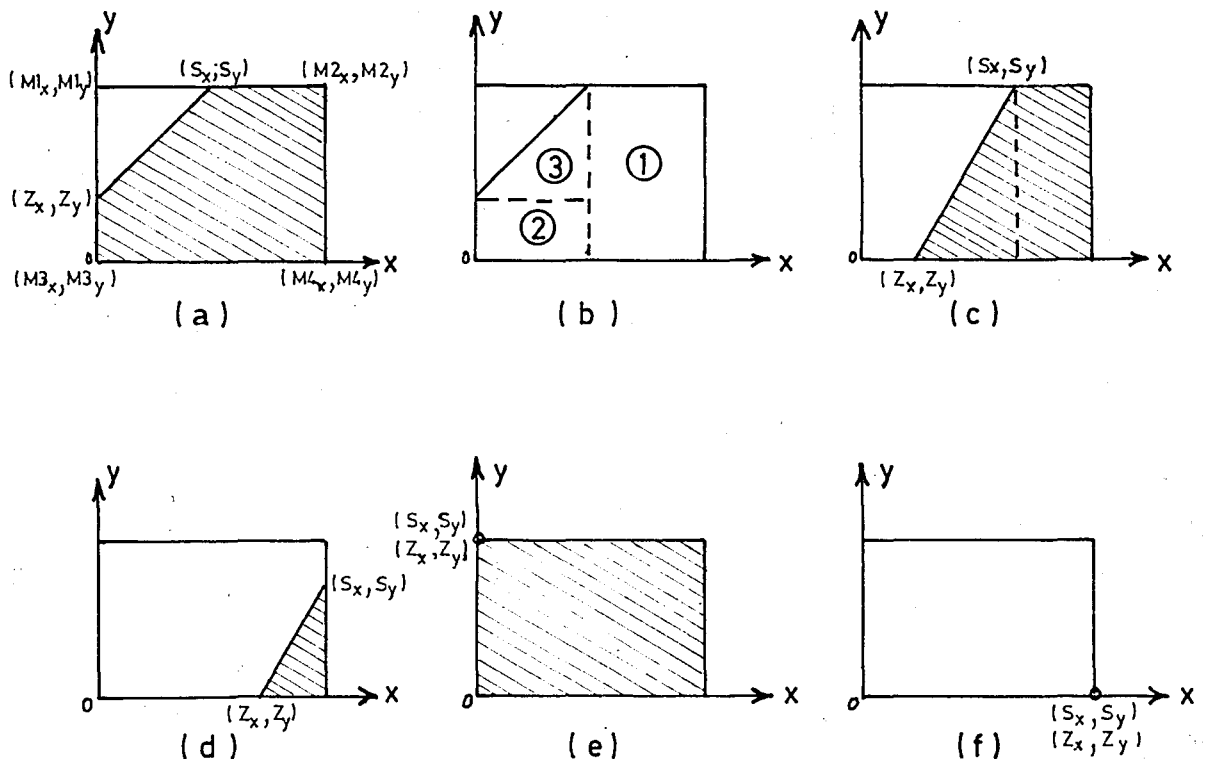 y
(M1x, M1y)
(Sx; Sy)
(M2x, M2y)
(Zx, Zy)
0
x
(M3x, M3y)
(M4x, M4y)
(a)
y
3
1
2
0
x
(b)
y
(Sx, Sy)
0
x
(Zx, Zy)
(c)
y
(Sx, Sy)
0
x
(Zx, Zy)
(d)
y
(Sx, Sy)
(Zx, Zy)
0
x
(e)
y
0
x
(Sx, Sy)
(Zx, Zy)
(f)